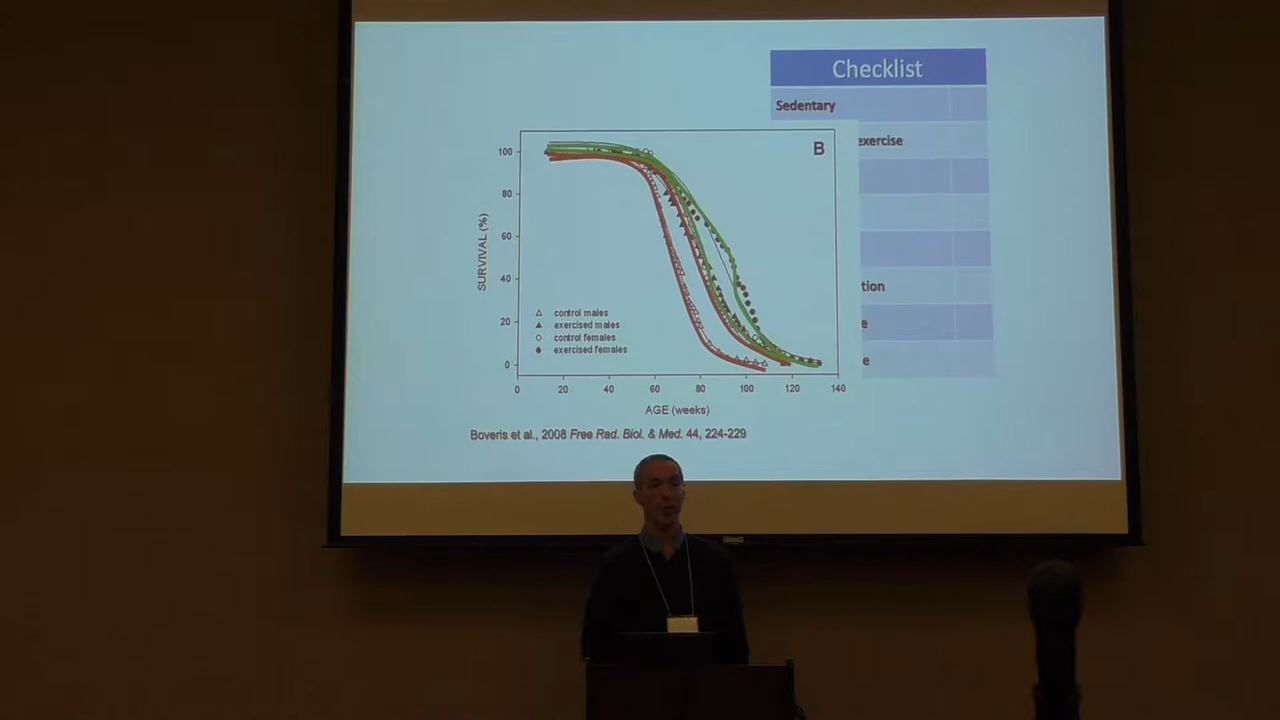 Checklist
Sedentary
exercise
tion
e
e
B
SURVIVAL (%)
100
80
60
40
20
0
control males
exercised males
control females
exercised females
0 20 40 60 80 100 120 140
AGE (weeks)
Boveris et al., 2008 Free Rad. Biol. & Med. 44, 224-229